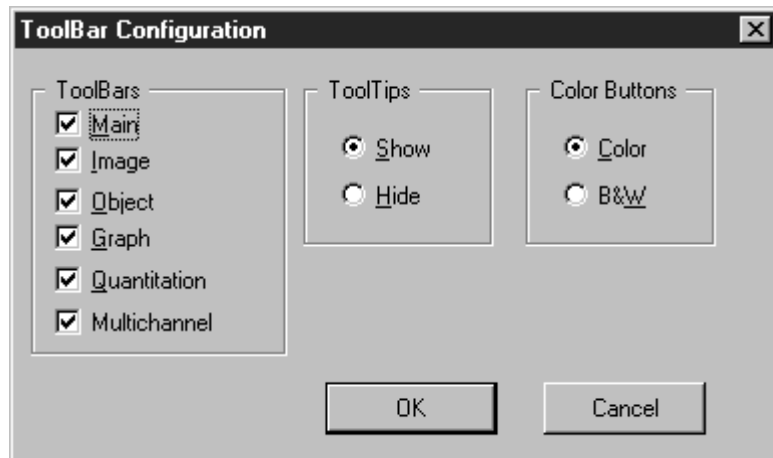 ToolBar Configuration
ToolBars
Main
Image
Object
Graph
Quantitation
Multichannel
ToolTips
Show
Hide
Color Buttons
Color
B&W
OK
Cancel